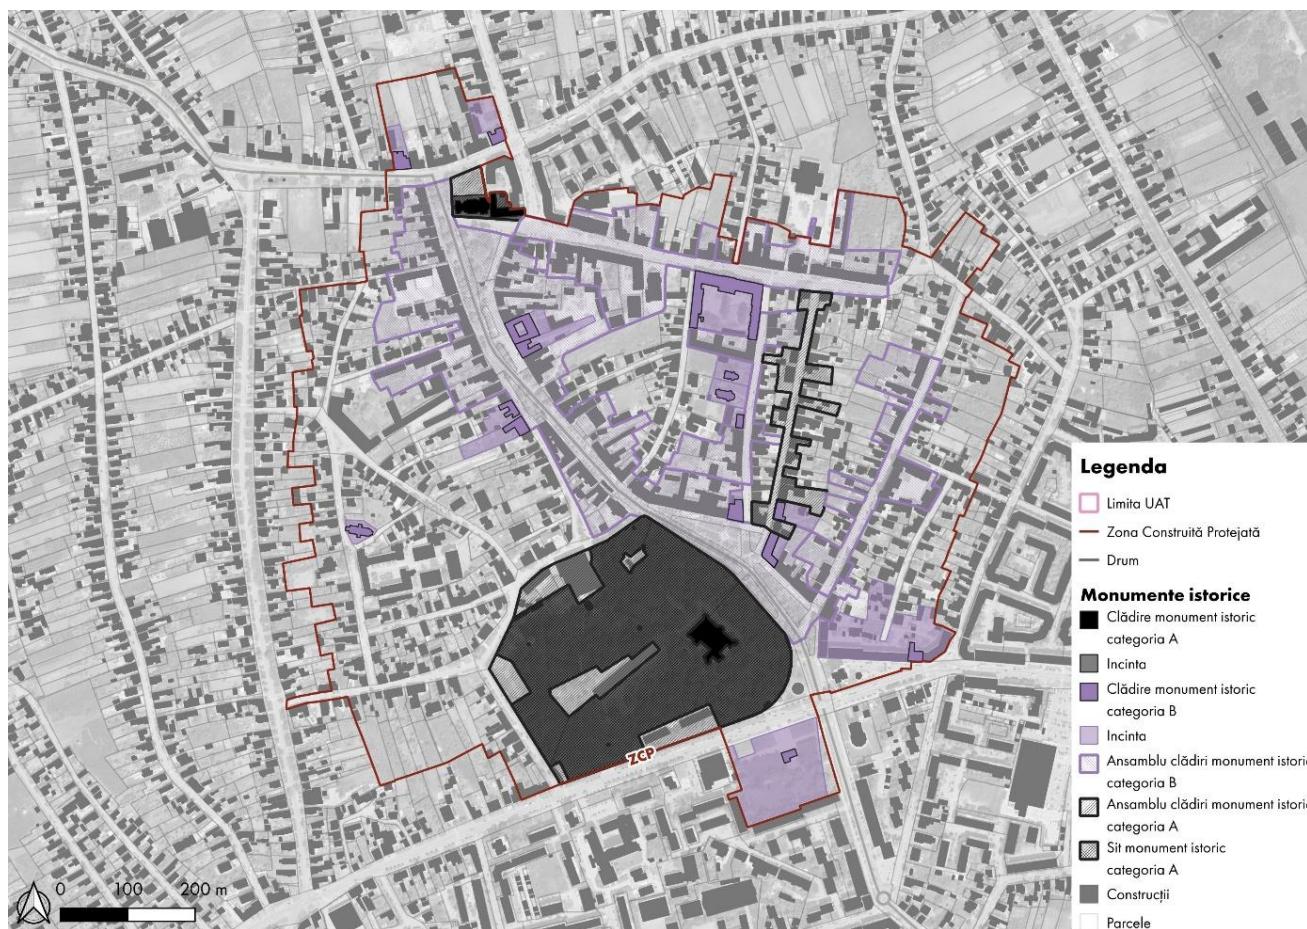 ZCP
0 100 200 m
Legenda
Limita UAT
Zona Construită Protejată
Drum
Monumente istorice
Clădire monument istoric
categoria A
Incinta
Clădire monument istoric
categoria B
Incinta
Ansamblu clădiri monument istoric
categoria B
Ansamblu clădiri monument istoric
categoria A
Sit monument istoric
categoria A
Construcții
Parcele